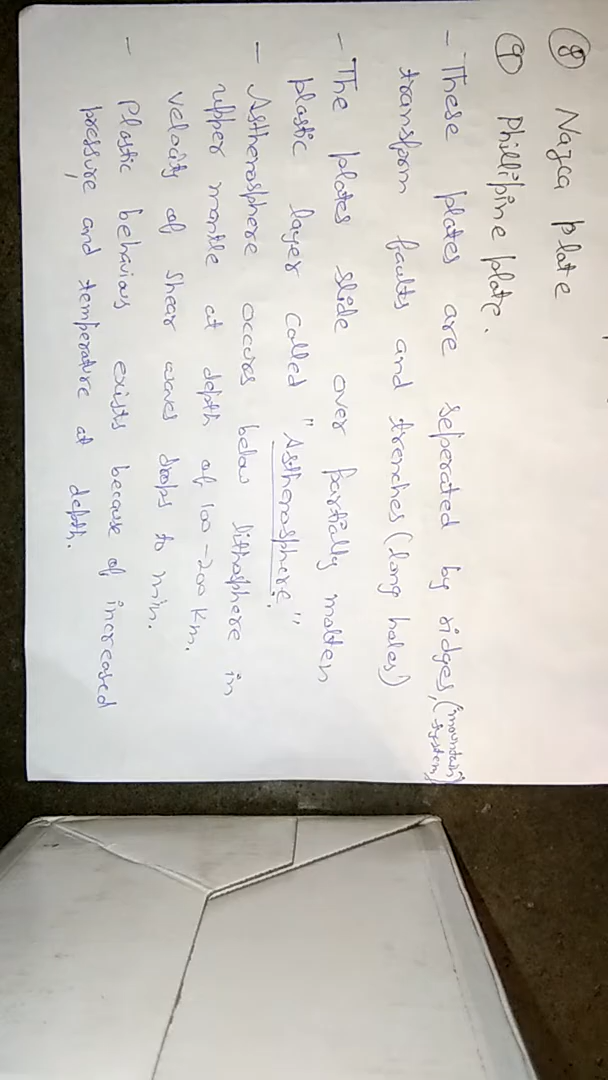 ⑧ Nazca plate
⑨ Phillipine plate.
- These plates are seperated by ridges, (mountain system)
transform faults and trenches (long holes)
- The plates slide over partially molten
plastic layer called "Asthenosphere."
- Asthenosphere occurs below lithosphere in
upper mantle at depth of 100-200 Km.
velocity of shear waves drops to min.
- Plastic behaviour exists because of increased
pressure and temperature at depth.